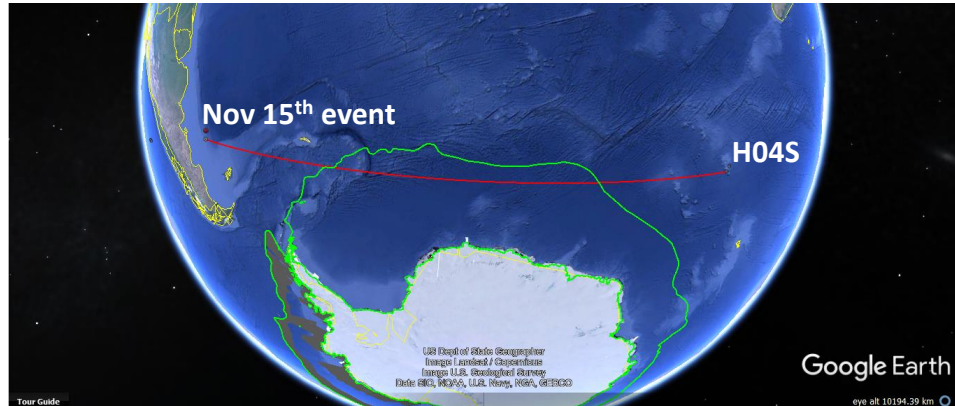 Nov 15th event
H04S
US Dept of State Geographer
Image Landsat / Copernicus
Image U.S. Geological Survey
Data SIO, NOAA, U.S. Navy, NGA, GEBCO
Google Earth
Tour Guide
eye alt 10194.39 km